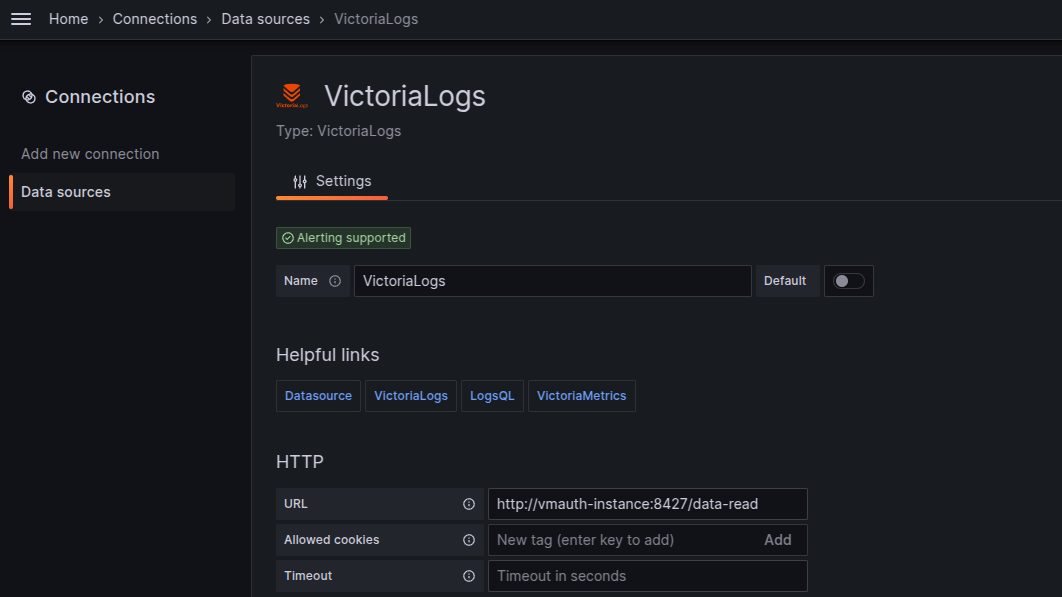 Home › Connections › Data sources › VictoriaLogs
Connections
Add new connection
Data sources
VictoriaLogs
VictoriaLogs
Type: VictoriaLogs
Settings
Alerting supported
Name VictoriaLogs Default
Helpful links
Datasource VictoriaLogs LogsQL VictoriaMetrics
HTTP
URL http://vmauth-instance:8427/data-read
Allowed cookies New tag (enter key to add) Add
Timeout Timeout in seconds